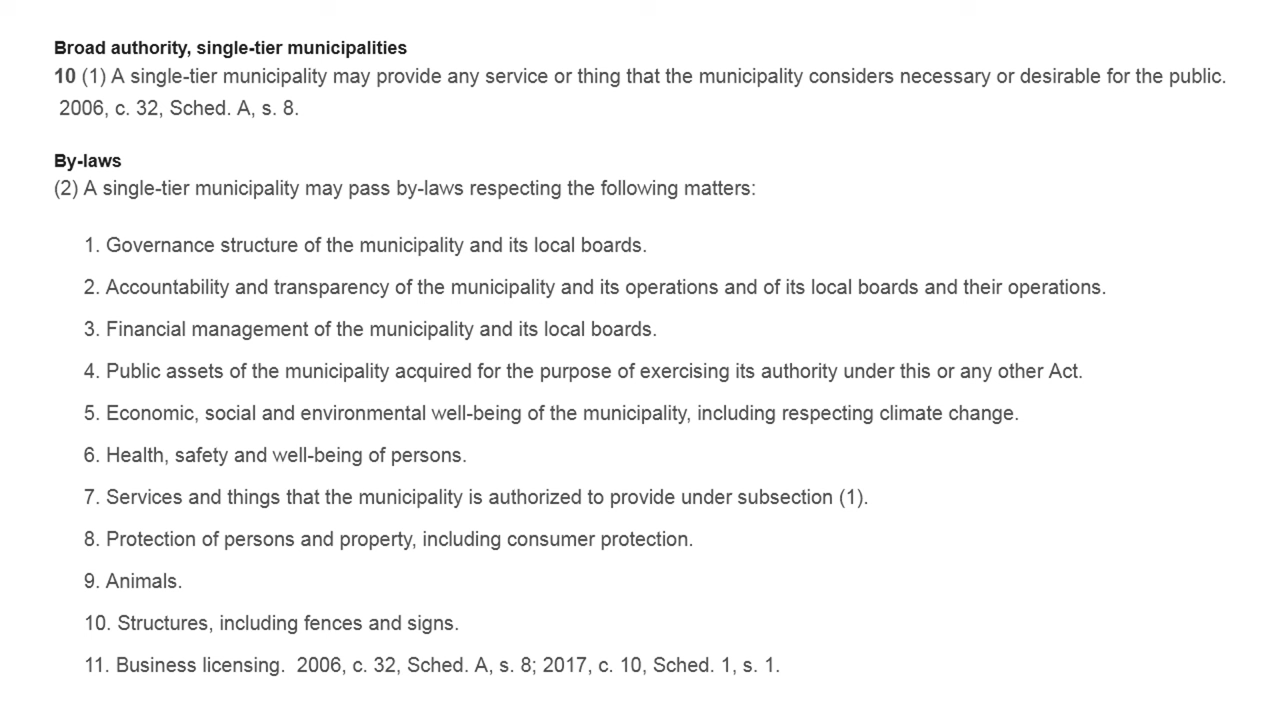 Broad authority, single-tier municipalities
10 (1) A single-tier municipality may provide any service or thing that the municipality considers necessary or desirable for the public.
2006, c. 32, Sched. A, s. 8.
By-laws
(2) A single-tier municipality may pass by-laws respecting the following matters:
1. Governance structure of the municipality and its local boards.
2. Accountability and transparency of the municipality and its operations and of its local boards and their operations.
3. Financial management of the municipality and its local boards.
4. Public assets of the municipality acquired for the purpose of exercising its authority under this or any other Act.
5. Economic, social and environmental well-being of the municipality, including respecting climate change.
6. Health, safety and well-being of persons.
7. Services and things that the municipality is authorized to provide under subsection (1).
8. Protection of persons and property, including consumer protection.
9. Animals.
10. Structures, including fences and signs.
11. Business licensing.  2006, c. 32, Sched. A, s. 8; 2017, c. 10, Sched. 1, s. 1.